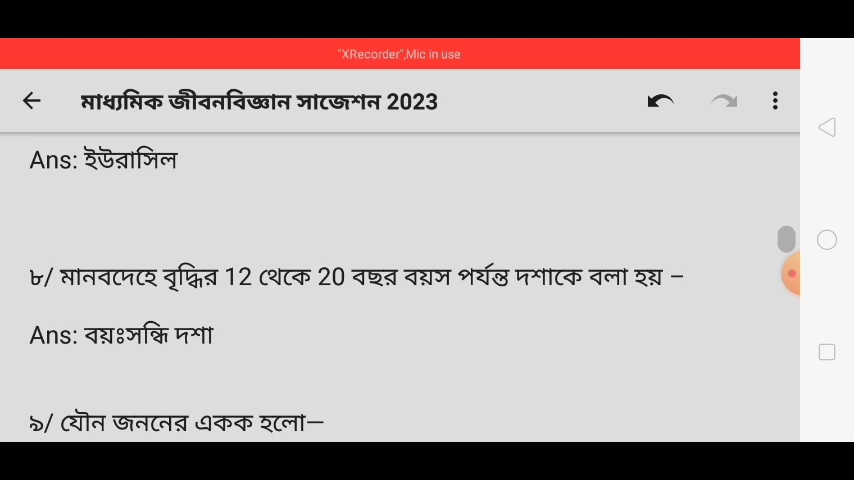 "XRecorder",Mic in use
মাধ্যমিক জীবনবিজ্ঞান সাজেশন 2023
Ans: ইউরাসিল
৮/ মানবদেহে বৃদ্ধির 12 থেকে 20 বছর বয়স পর্যন্ত দশাকে বলা হয় –
Ans: বয়ঃসন্ধি দশা
৯/ যৌন জননের একক হলো—